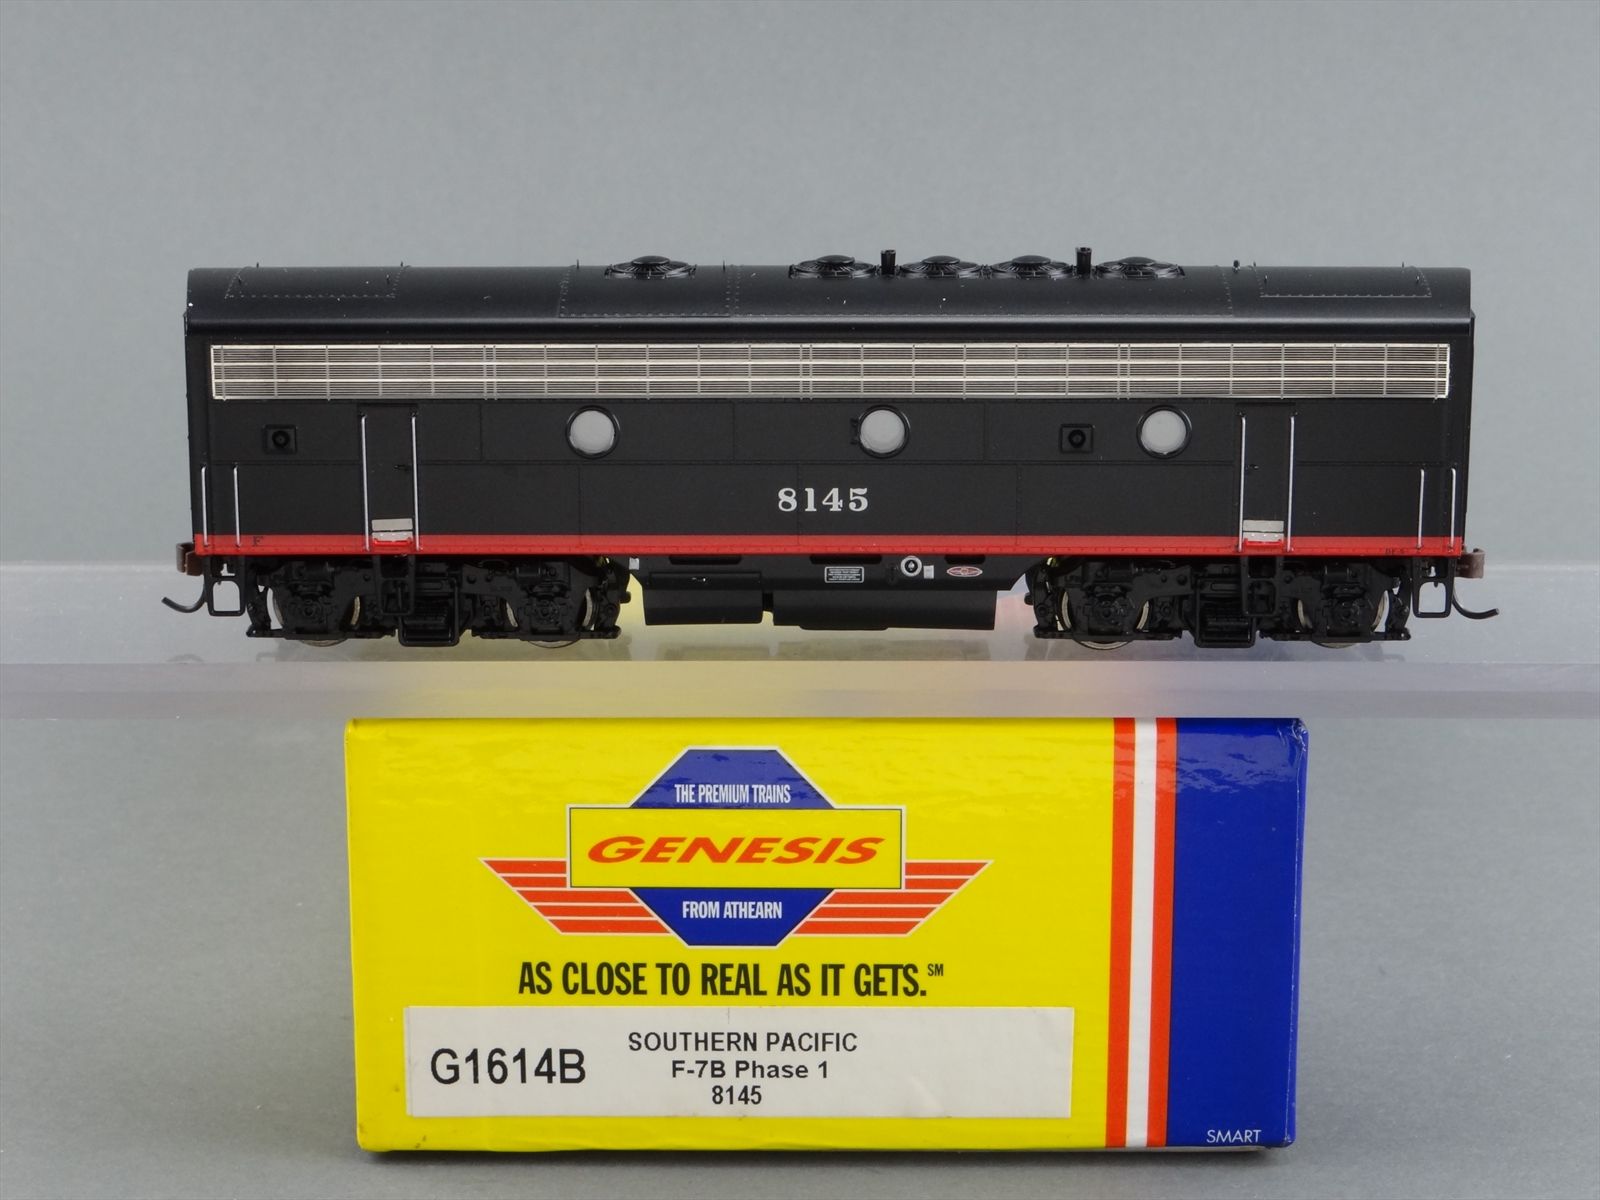 8145
F
THE PREMIUM TRAINS
GENESIS
FROM ATHEARN
AS CLOSE TO REAL AS IT GETS.℠
G1614B
SOUTHERN PACIFIC
F-7B Phase 1
8145
SMART